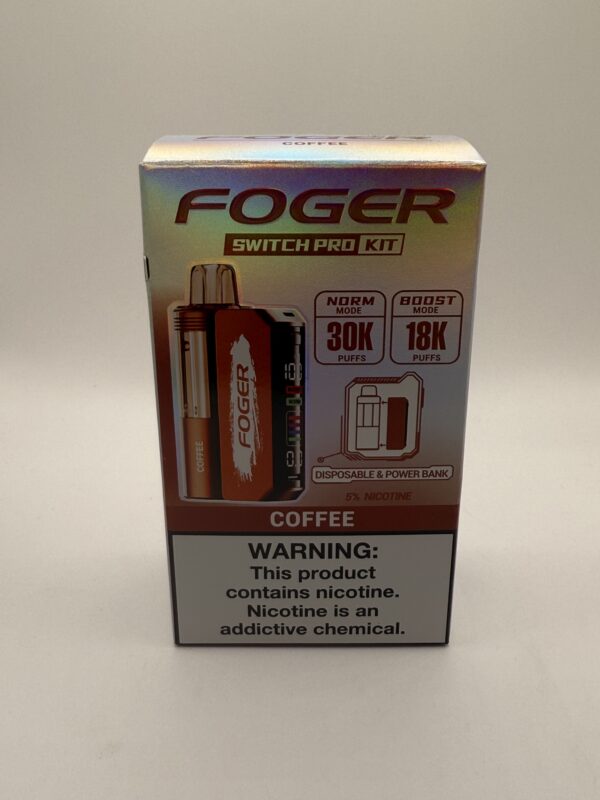 FOGER
COFFEE
FOGER
SWITCH PRO KIT
NORM
MODE
30K
PUFFS
BOOST
MODE
18K
PUFFS
FOGER
COFFEE
DISPOSABLE & POWER BANK
5% NICOTINE
COFFEE
WARNING:
This product
contains nicotine.
Nicotine is an
addictive chemical.